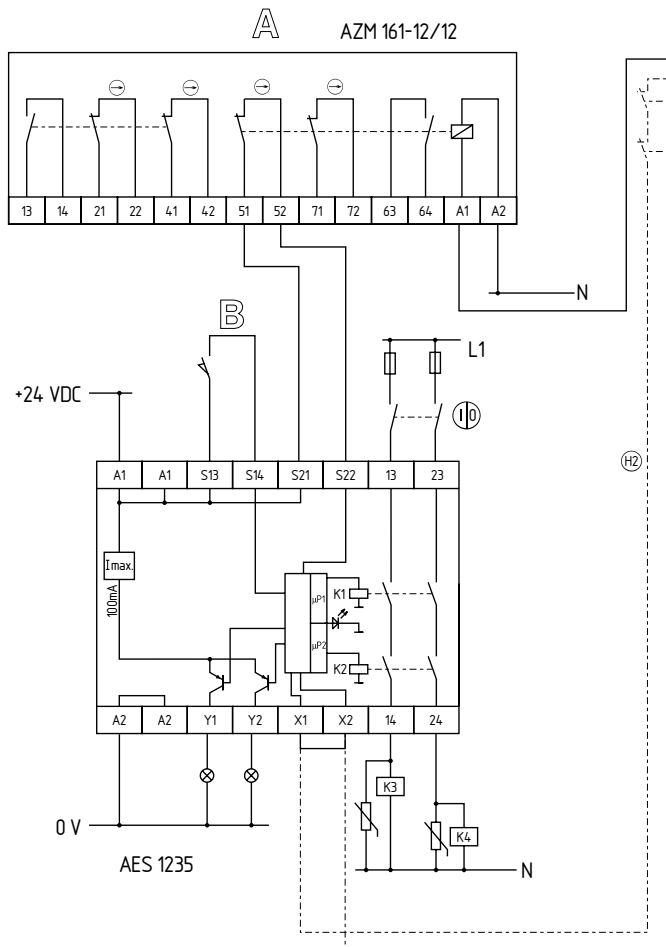 A
AZM 161-12/12
13 14 21 22 41 42 51 52 71 72 63 64 A1 A2
N
B
L1
+24 VDC
I 0
A1 A1 S13 S14 S21 S22 13 23
H2
Imax.
100mA
µP1
K1
µP2
K2
A2 A2 Y1 Y2 X1 X2 14 24
K3
0 V
K4
AES 1235
N